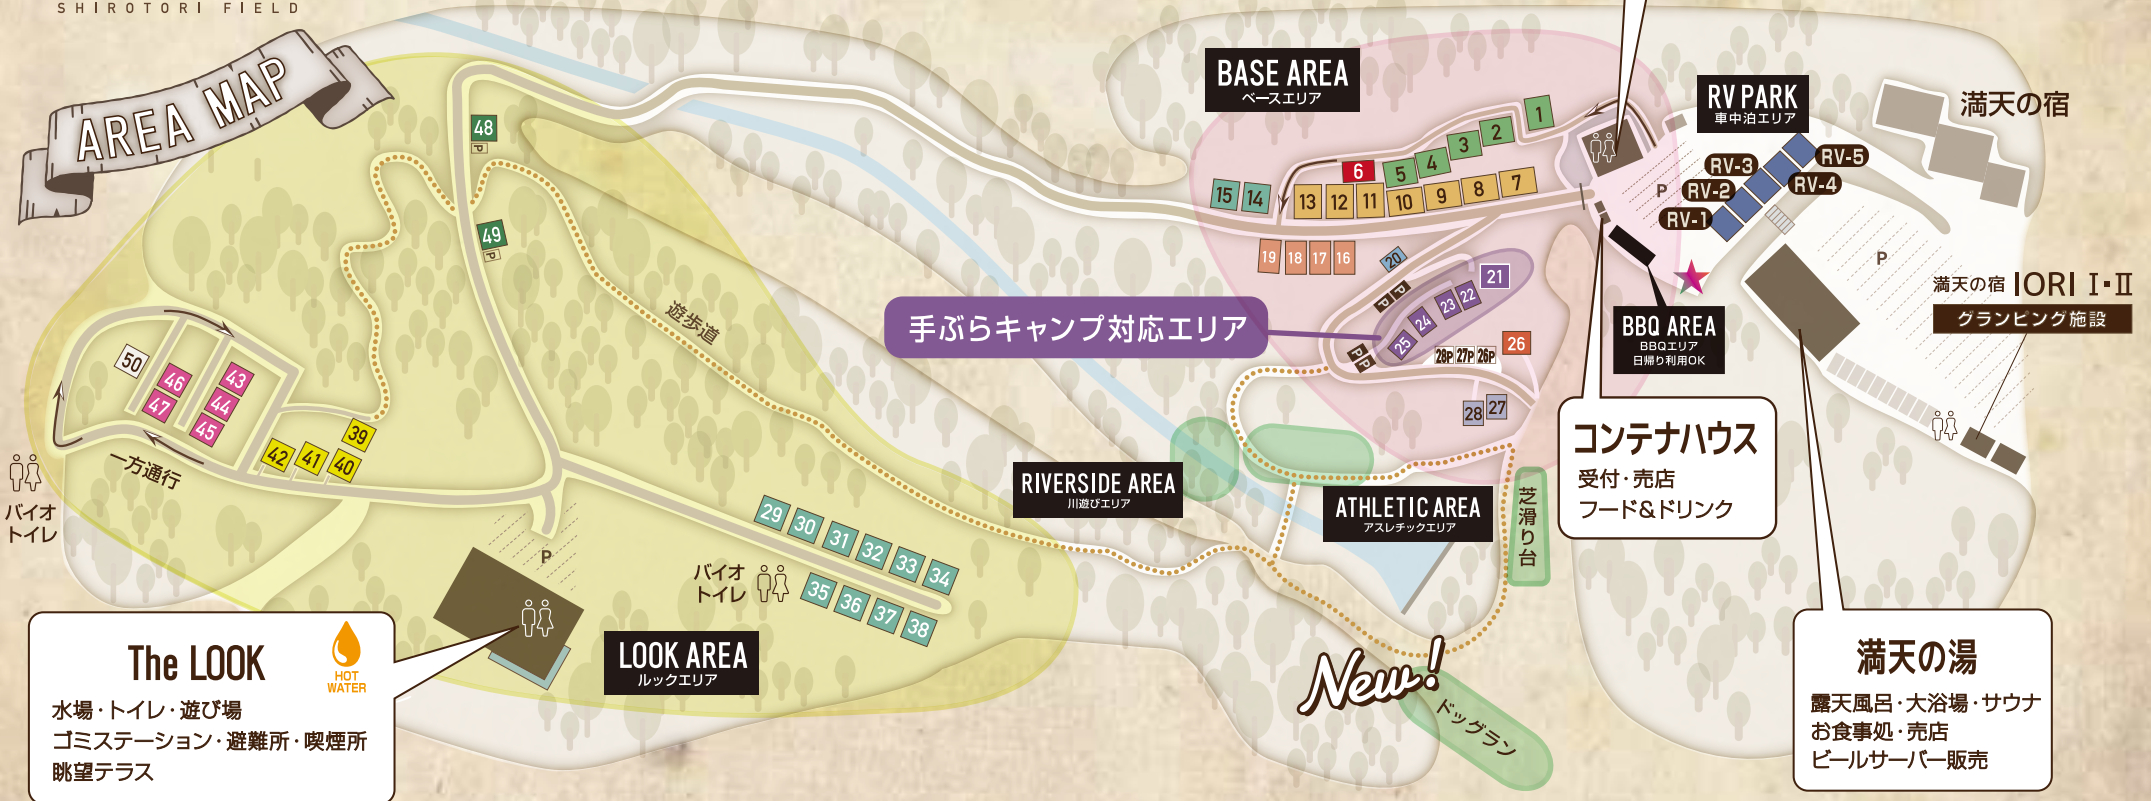 SHIROTORI FIELD
AREA MAP
BASE AREA
ベースエリア
RV PARK
車中泊エリア
満天の宿
RV-5
RV-3
RV-4
RV-2
RV-1
P
P
満天の宿 IORI Ⅰ・Ⅱ
グランピング施設
1
2
3
4
5
6
7
8
9
10
11
12
13
14
15
16
17
18
19
20
21
22
23
24
25
P P
P P
28P 27P 26P
26
27
28
手ぶらキャンプ対応エリア
BBQ AREA
BBQエリア
日帰り利用OK
コンテナハウス
受付・売店
フード&ドリンク
48
P
49
P
遊歩道
50
46
47
43
44
45
39
40
41
42
一方通行
バイオ
トイレ
RIVERSIDE AREA
川遊びエリア
ATHLETIC AREA
アスレチックエリア
芝滑り台
29
30
31
32
33
34
35
36
37
38
バイオ
トイレ
P
LOOK AREA
ルックエリア
The LOOK
HOT
WATER
水場・トイレ・遊び場
ゴミステーション・避難所・喫煙所
眺望テラス
New!
ドッグラン
満天の湯
露天風呂・大浴場・サウナ
お食事処・売店
ビールサーバー販売